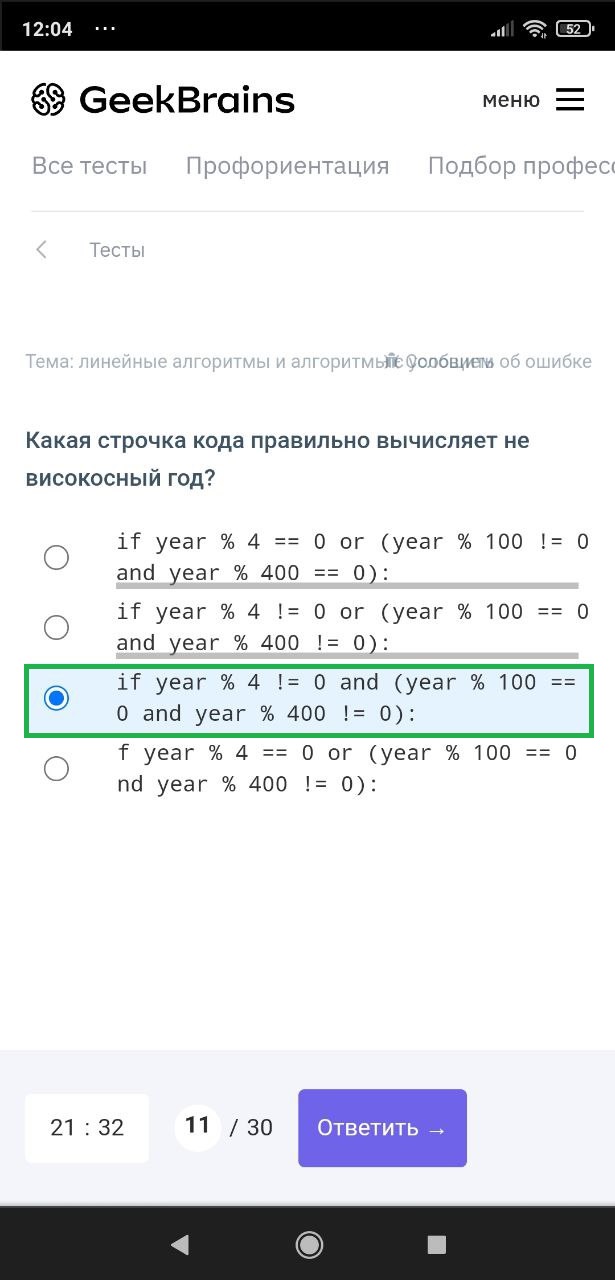 12:04 ...
52
GeekBrains
меню
Все тесты Профориентация Подбор професс
Тесты
Тема: линейные алгоритмы и алгоритмы с условием
Сообщить об ошибке
Какая строчка кода правильно вычисляет не
високосный год?
if year % 4 == 0 or (year % 100 != 0
and year % 400 == 0):
if year % 4 != 0 or (year % 100 == 0
and year % 400 != 0):
if year % 4 != 0 and (year % 100 ==
0 and year % 400 != 0):
f year % 4 == 0 or (year % 100 == 0
nd year % 400 != 0):
21 : 32
11 / 30
Ответить →